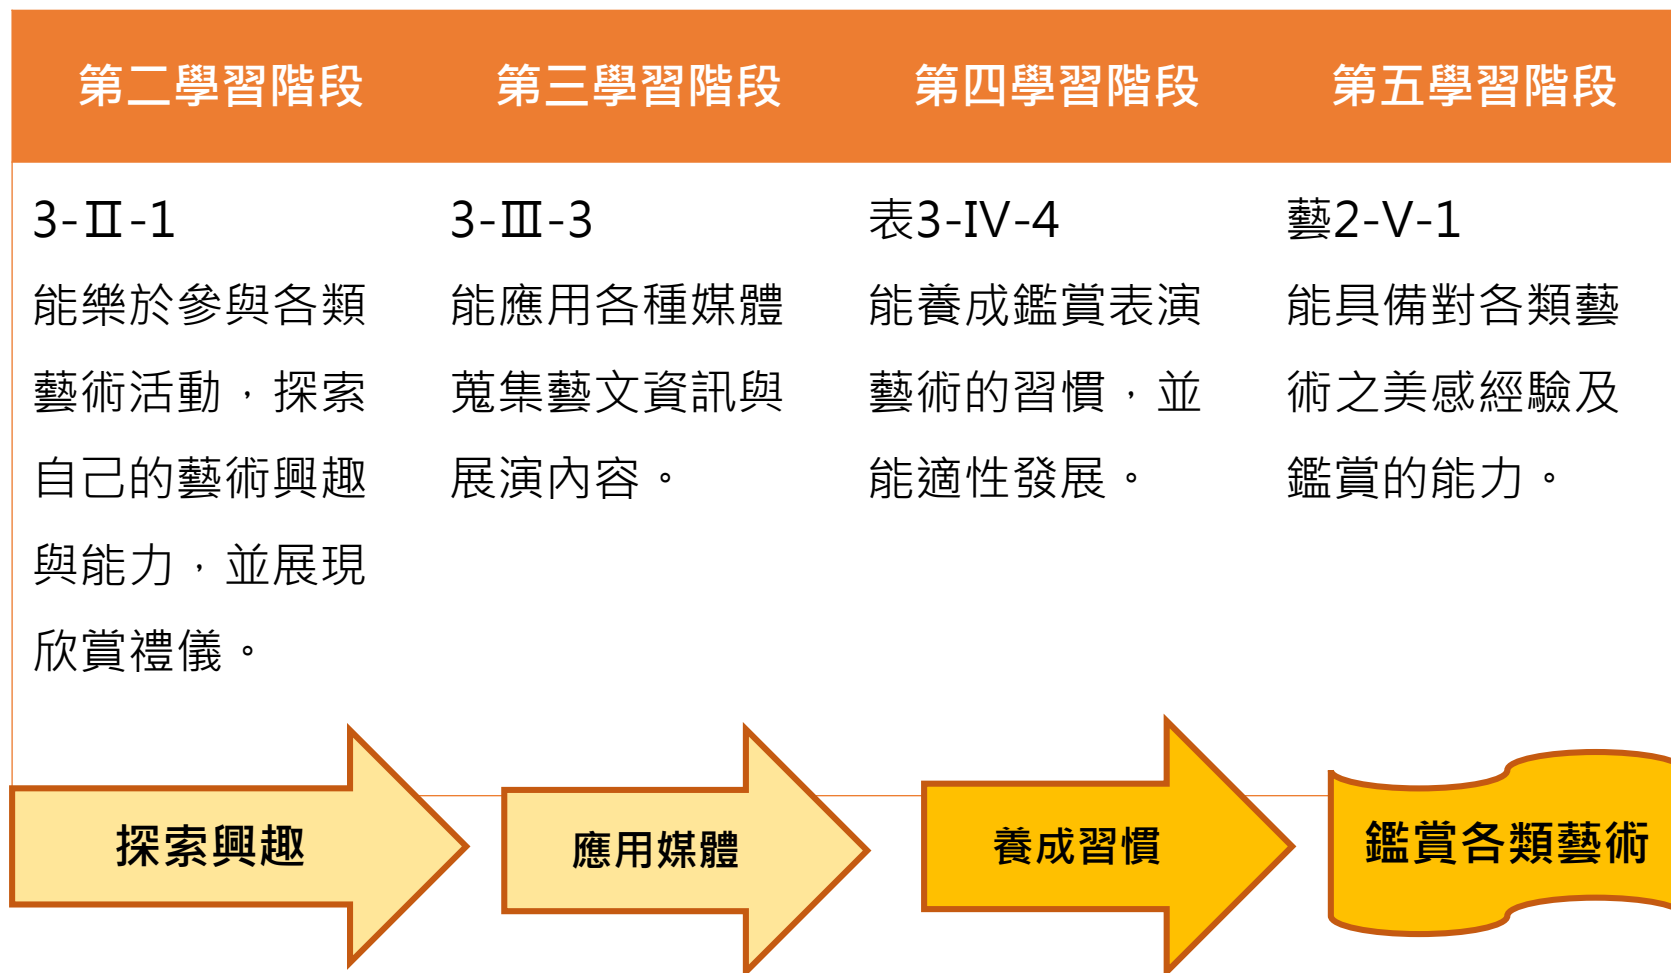 第二學習階段
第三學習階段
第四學習階段
第五學習階段
3-Ⅱ-1
能樂於參與各類
藝術活動，探索
自己的藝術興趣
與能力，並展現
欣賞禮儀。
3-Ⅲ-3
能應用各種媒體
蒐集藝文資訊與
展演內容。
表3-IV-4
能養成鑑賞表演
藝術的習慣，並
能適性發展。
藝2-V-1
能具備對各類藝
術之美感經驗及
鑑賞的能力。
探索興趣
應用媒體
養成習慣
鑑賞各類藝術